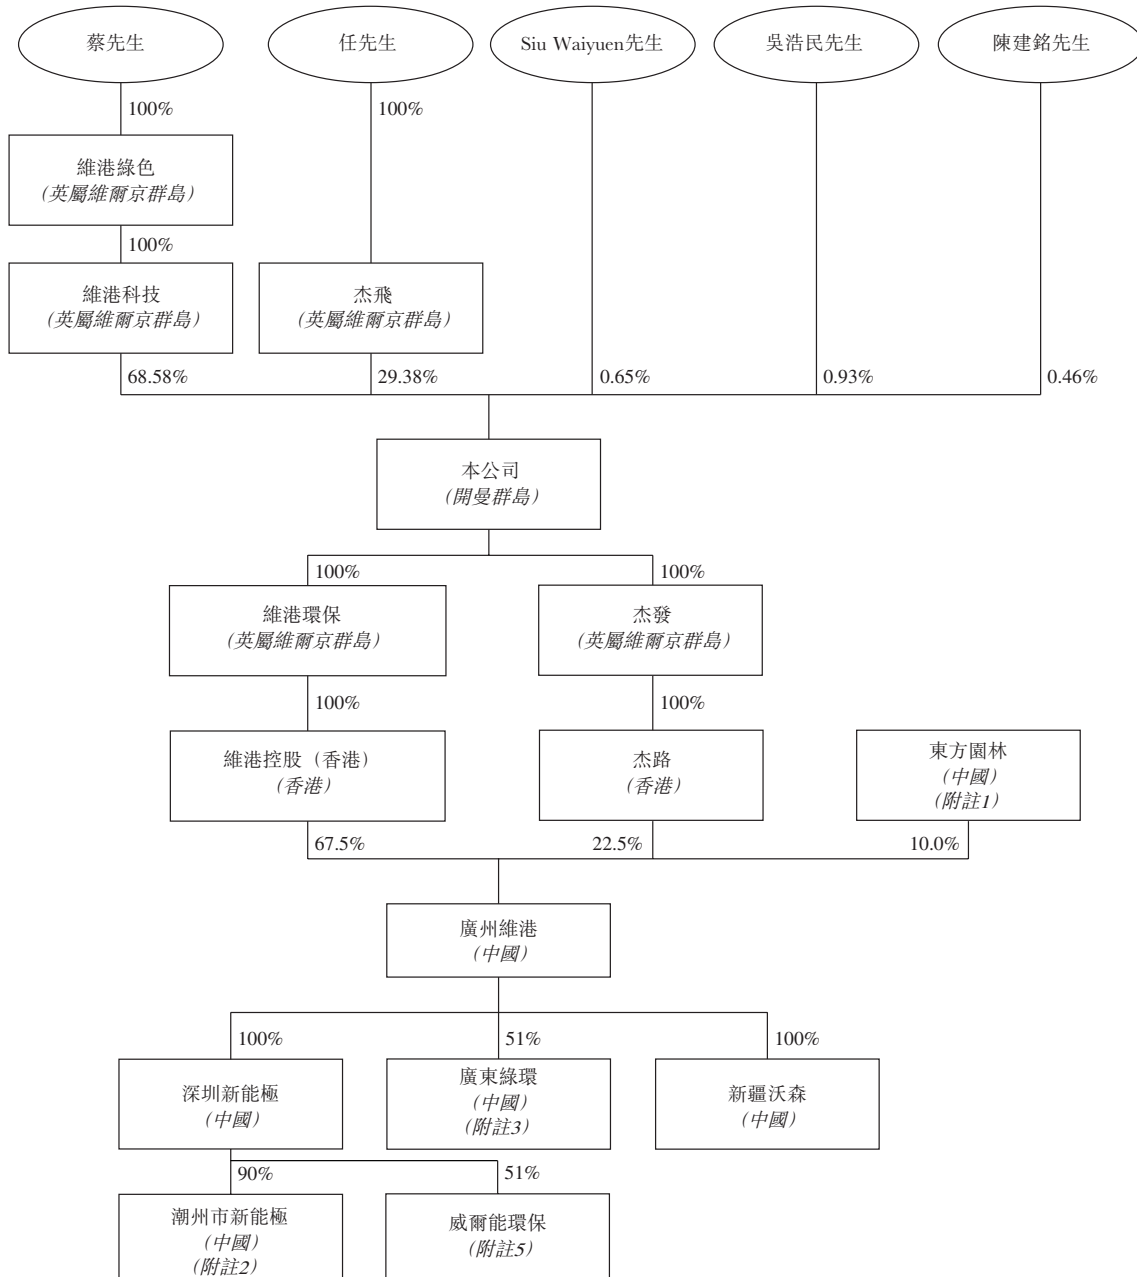 蔡先生
任先生
Siu Waiyuen先生
吳浩民先生
陳建銘先生
100%
100%
維港綠色
(英屬維爾京群島)
100%
維港科技
(英屬維爾京群島)
杰飛
(英屬維爾京群島)
68.58%
29.38%
0.65%
0.93%
0.46%
本公司
(開曼群島)
100%
100%
維港環保
(英屬維爾京群島)
杰發
(英屬維爾京群島)
100%
100%
維港控股（香港）
(香港)
杰路
(香港)
東方園林
(中國)
(附註1)
67.5%
22.5%
10.0%
廣州維港
(中國)
100%
51%
100%
深圳新能極
(中國)
廣東綠環
(中國)
(附註3)
新疆沃森
(中國)
90%
51%
潮州市新能極
(中國)
(附註2)
威爾能環保
(附註5)